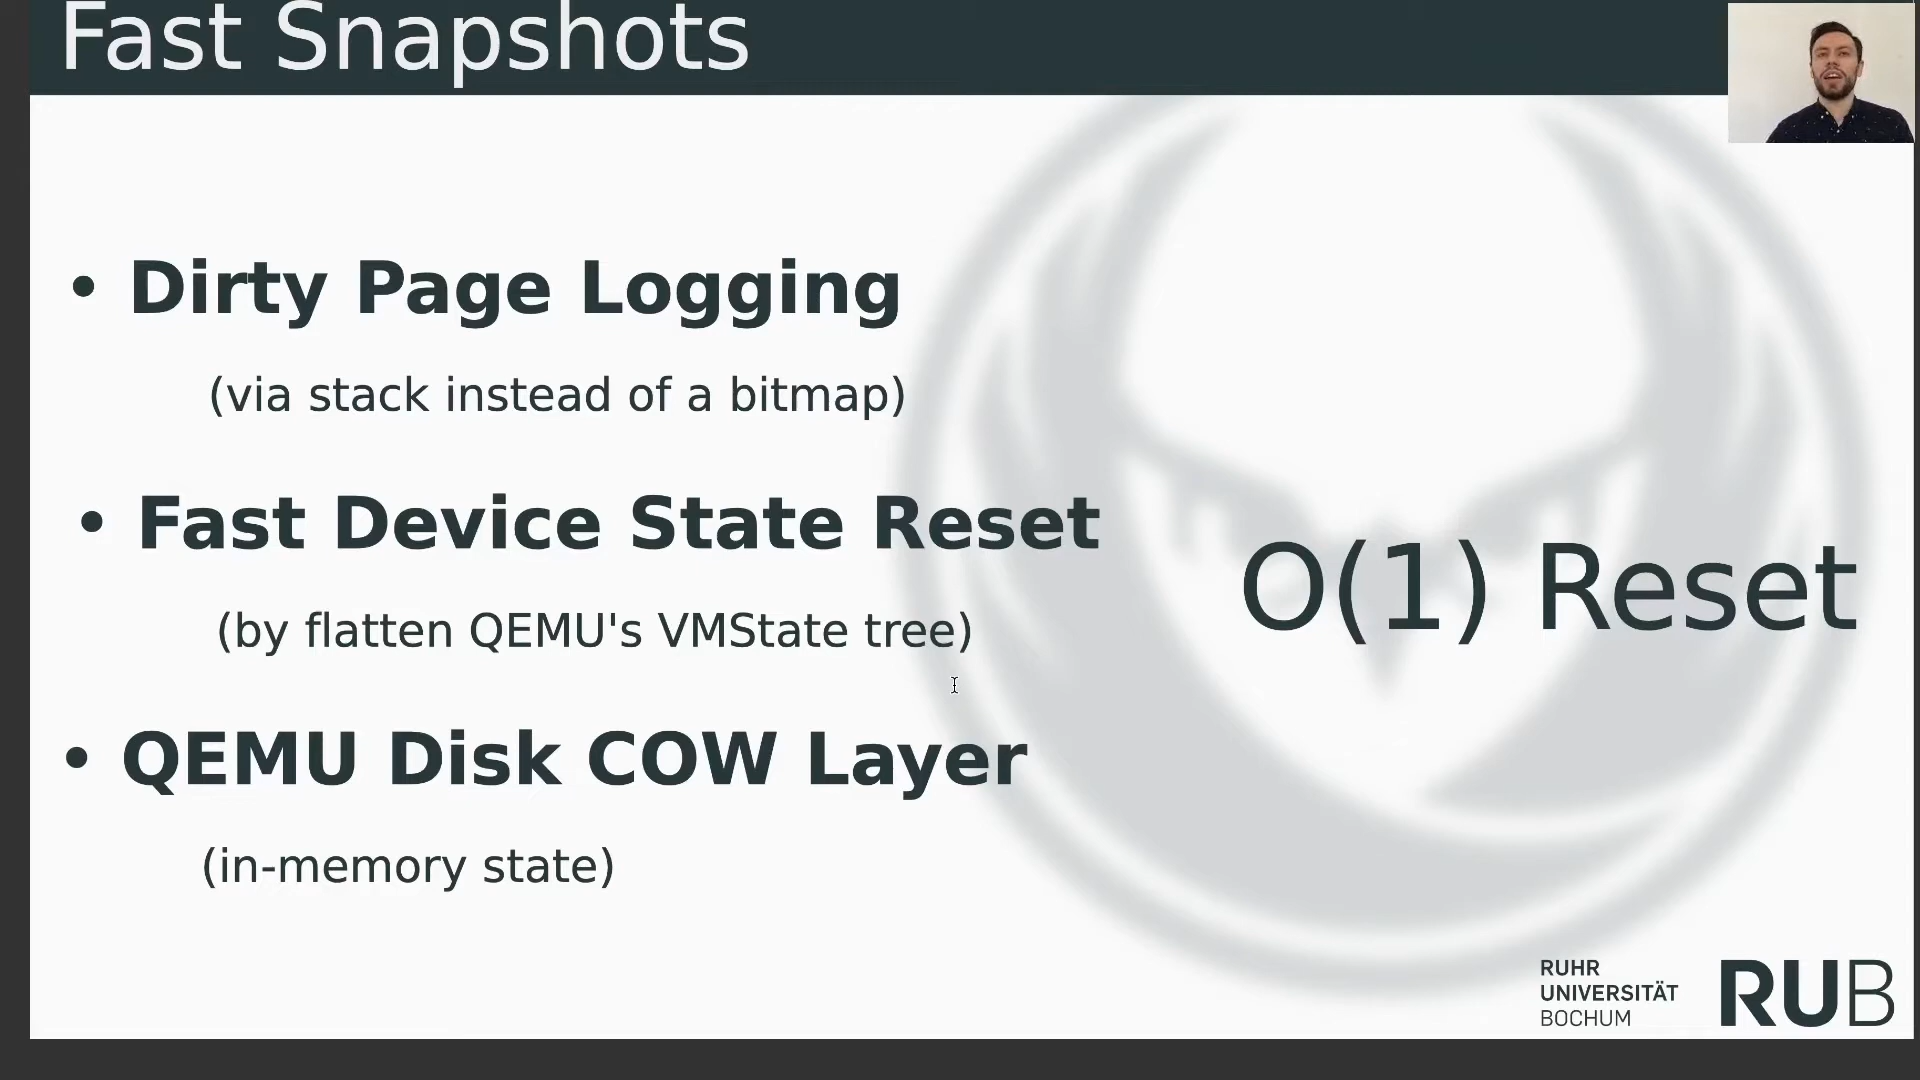 Fast Snapshots
• Dirty Page Logging
(via stack instead of a bitmap)
• Fast Device State Reset
(by flatten QEMU's VMState tree)
• QEMU Disk COW Layer
(in-memory state)
O(1) Reset
RUHR
UNIVERSITÄT
BOCHUM
RUB